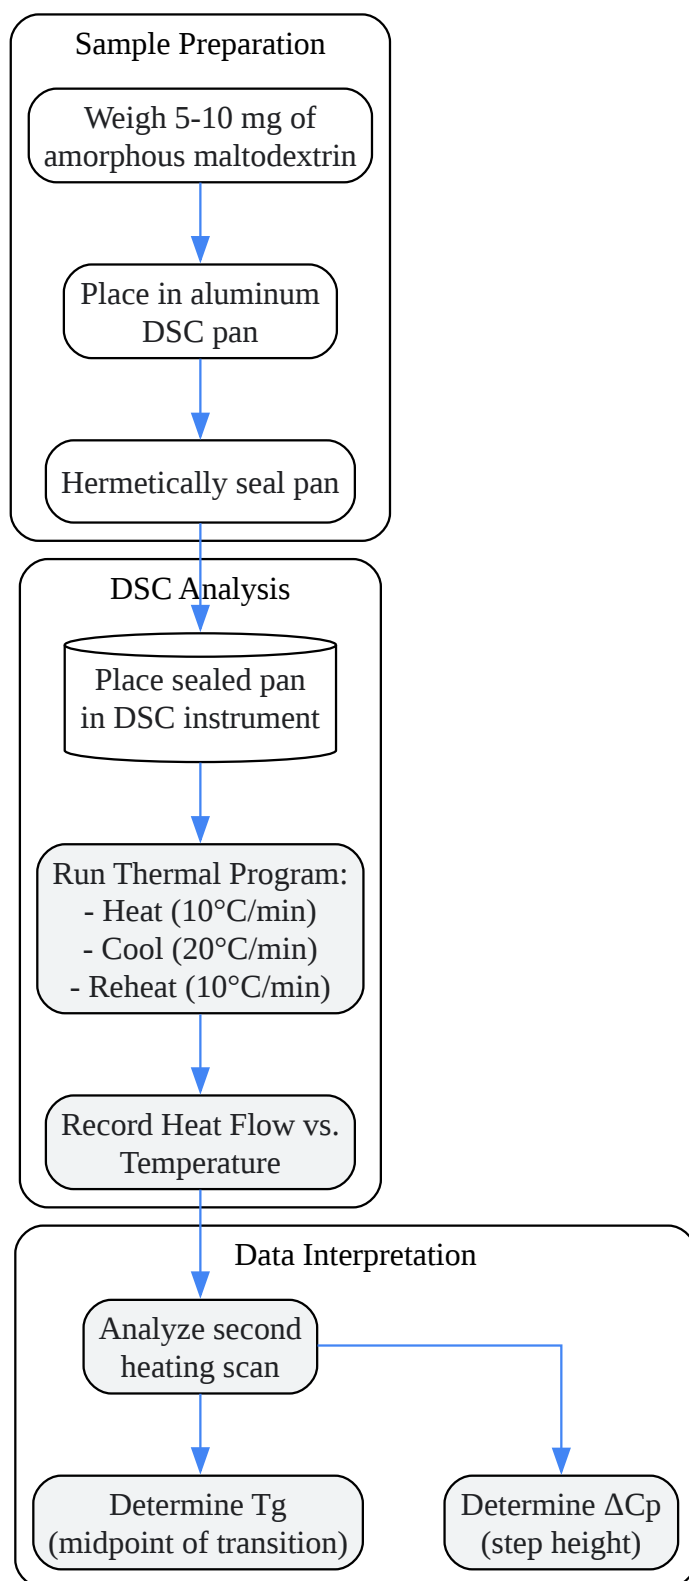 Sample Preparation
Weigh 5-10 mg of
amorphous maltodextrin
Place in aluminum
DSC pan
Hermetically seal pan
DSC Analysis
Place sealed pan
in DSC instrument
Run Thermal Program:
- Heat (10°C/min)
- Cool (20°C/min)
- Reheat (10°C/min)
Record Heat Flow vs.
Temperature
Data Interpretation
Analyze second
heating scan
Determine Tg
(midpoint of transition)
Determine ΔCp
(step height)